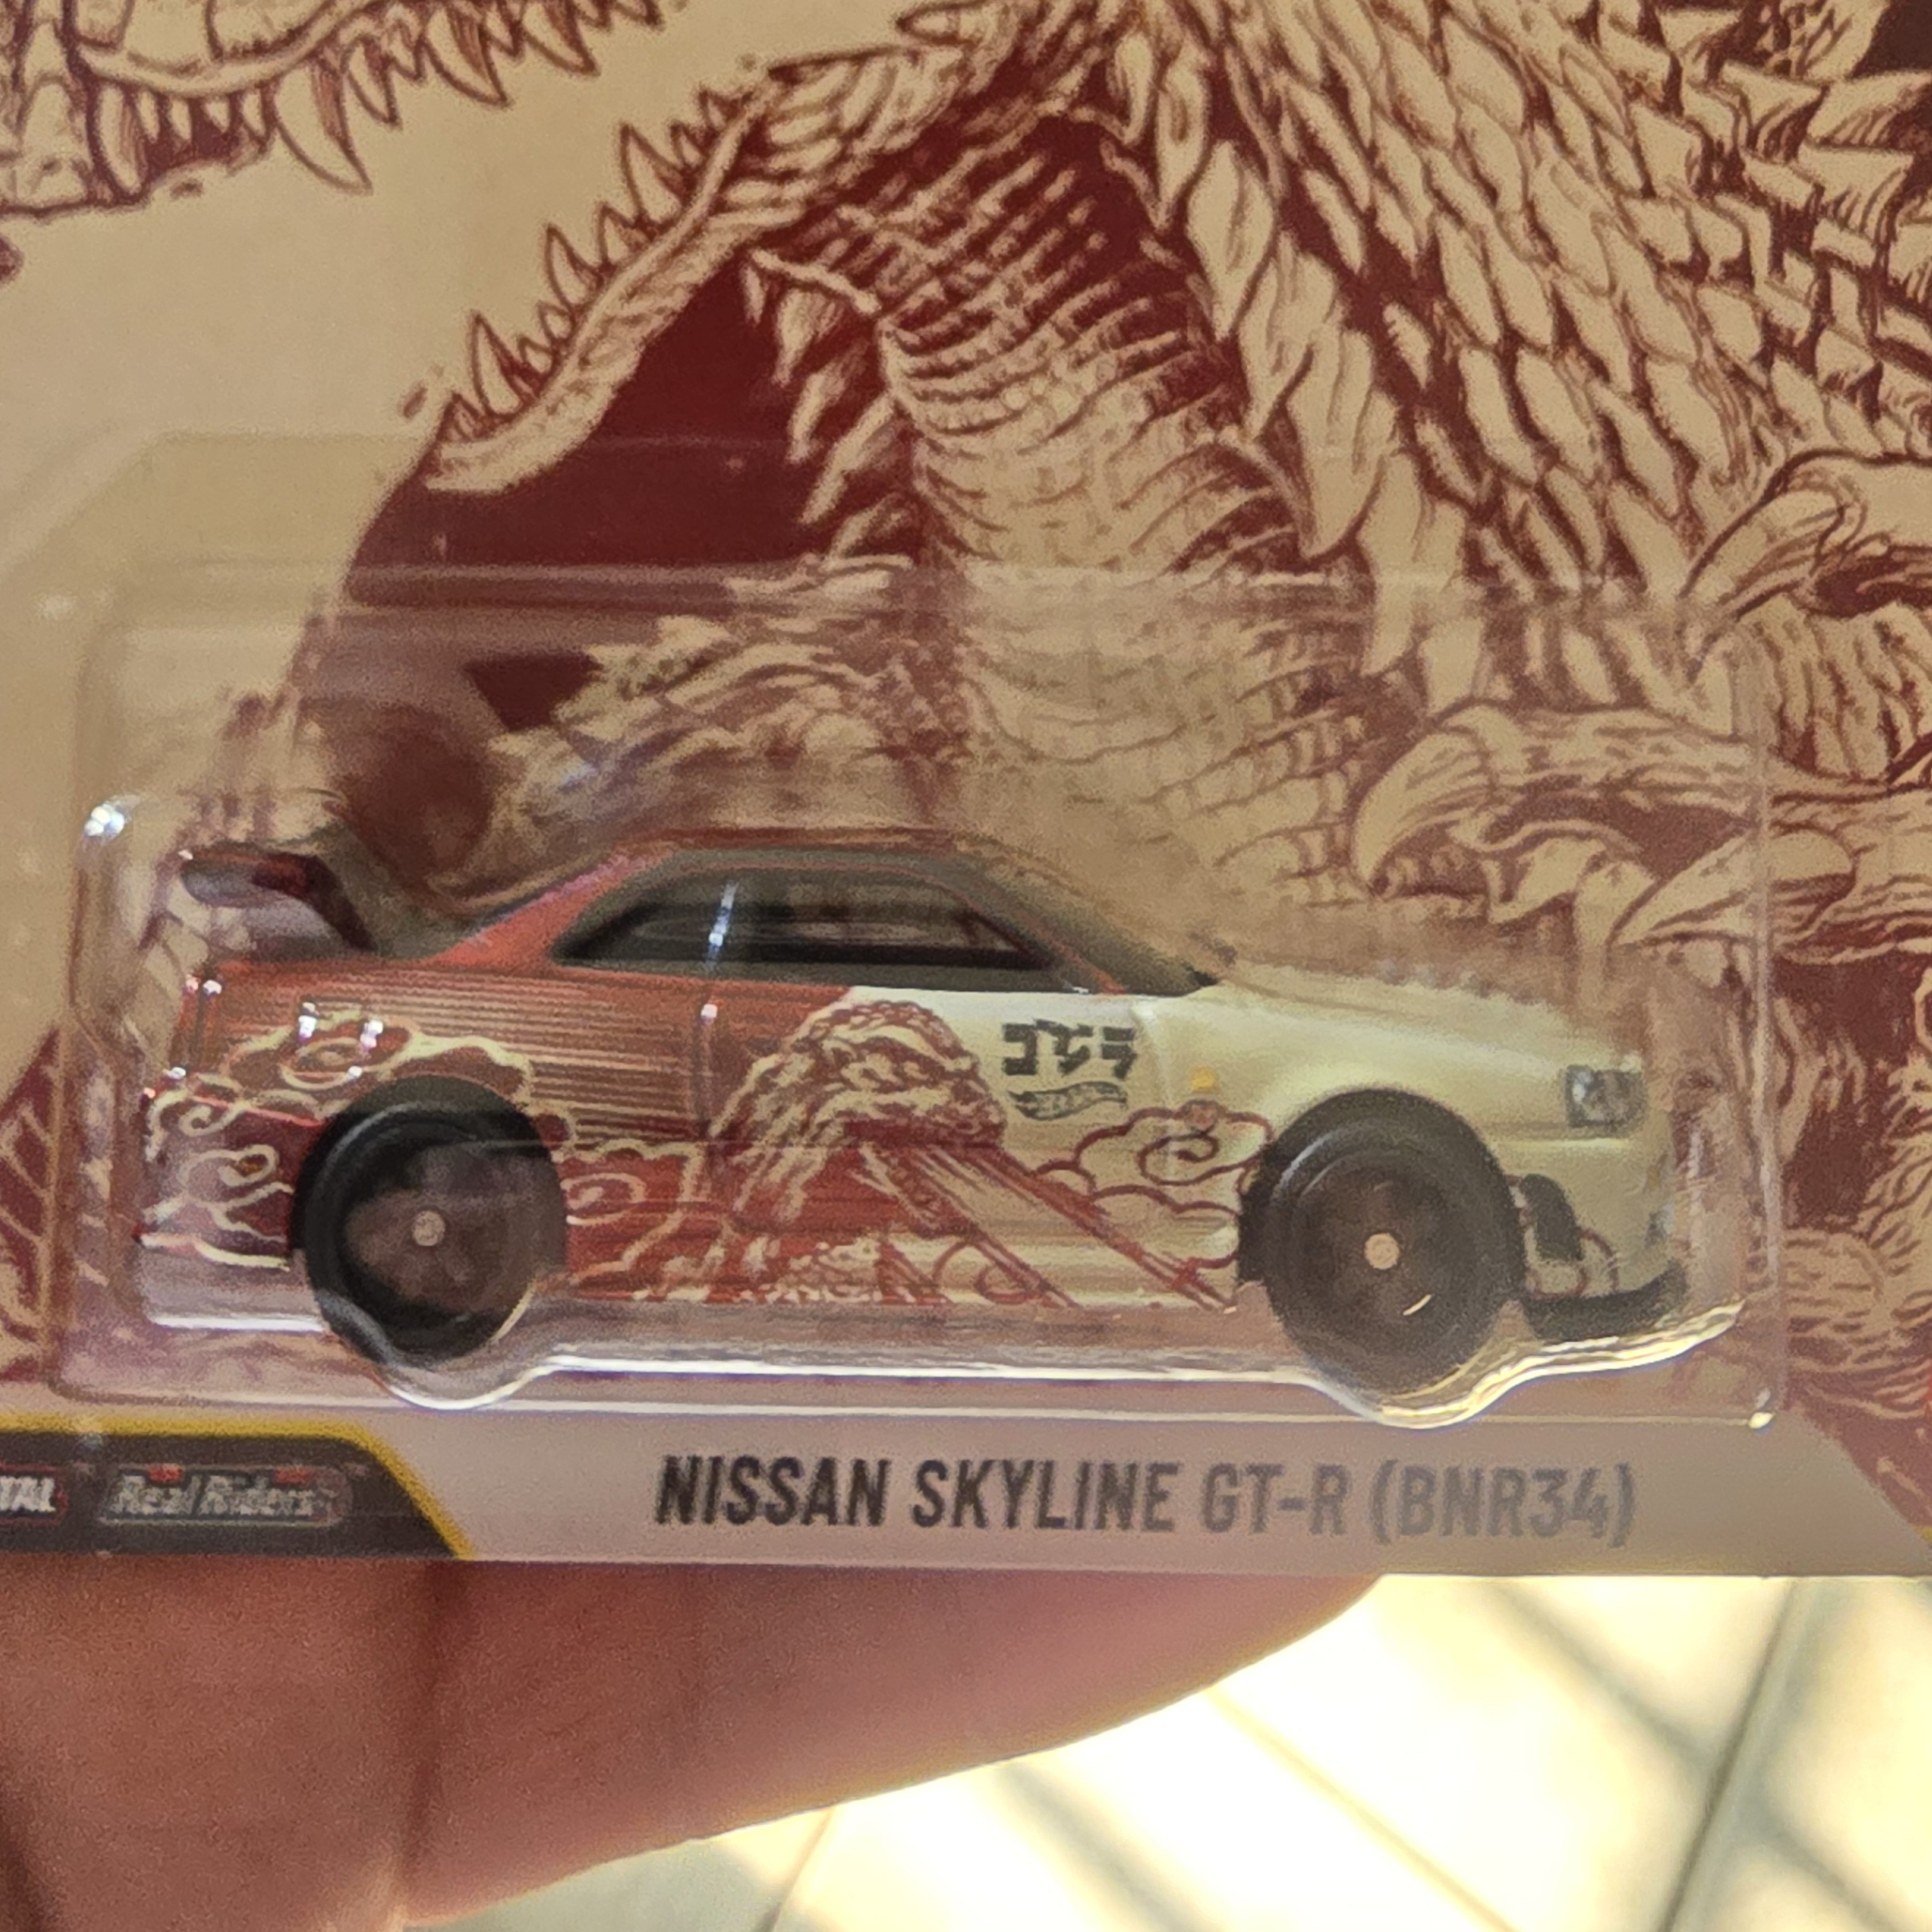 ゴジラ
Real Riders
NISSAN SKYLINE GT-R (BNR34)